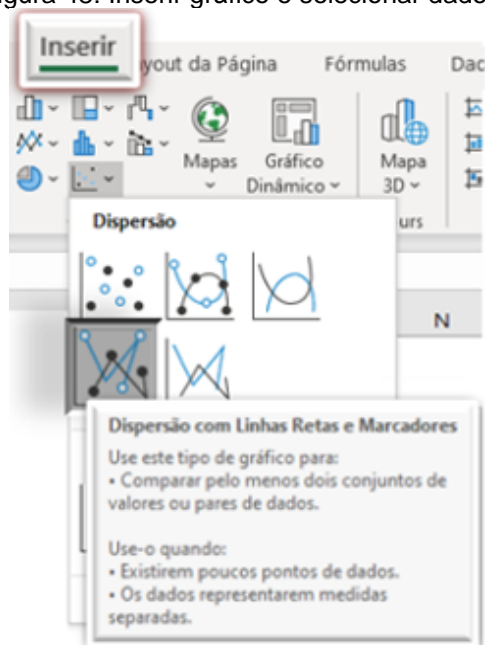 Inserir
yout da Página Fórmulas Dad
Mapas Gráfico Dinâmico Mapa 3D
urs
Dispersão
N
Dispersão com Linhas Retas e Marcadores
Use este tipo de gráfico para:
• Comparar pelo menos dois conjuntos de
valores ou pares de dados.
Use-o quando:
• Existirem poucos pontos de dados.
• Os dados representarem medidas
separadas.